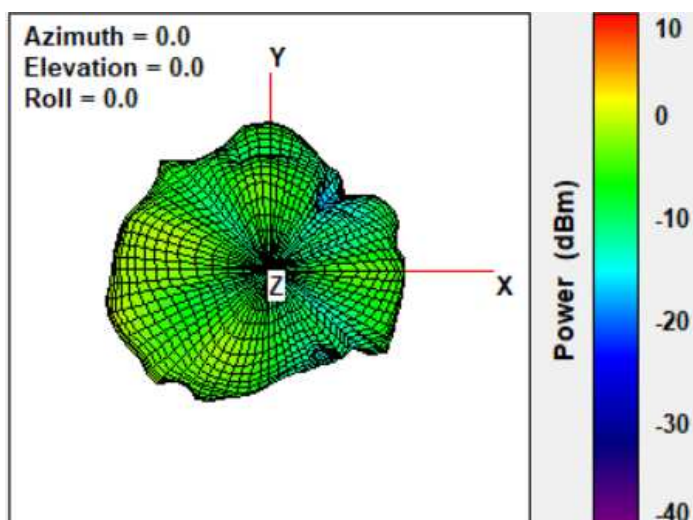 Azimuth = 0.0
Elevation = 0.0
Roll = 0.0
Y
X
Z
Power (dBm)
10
0
-10
-20
-30
-40